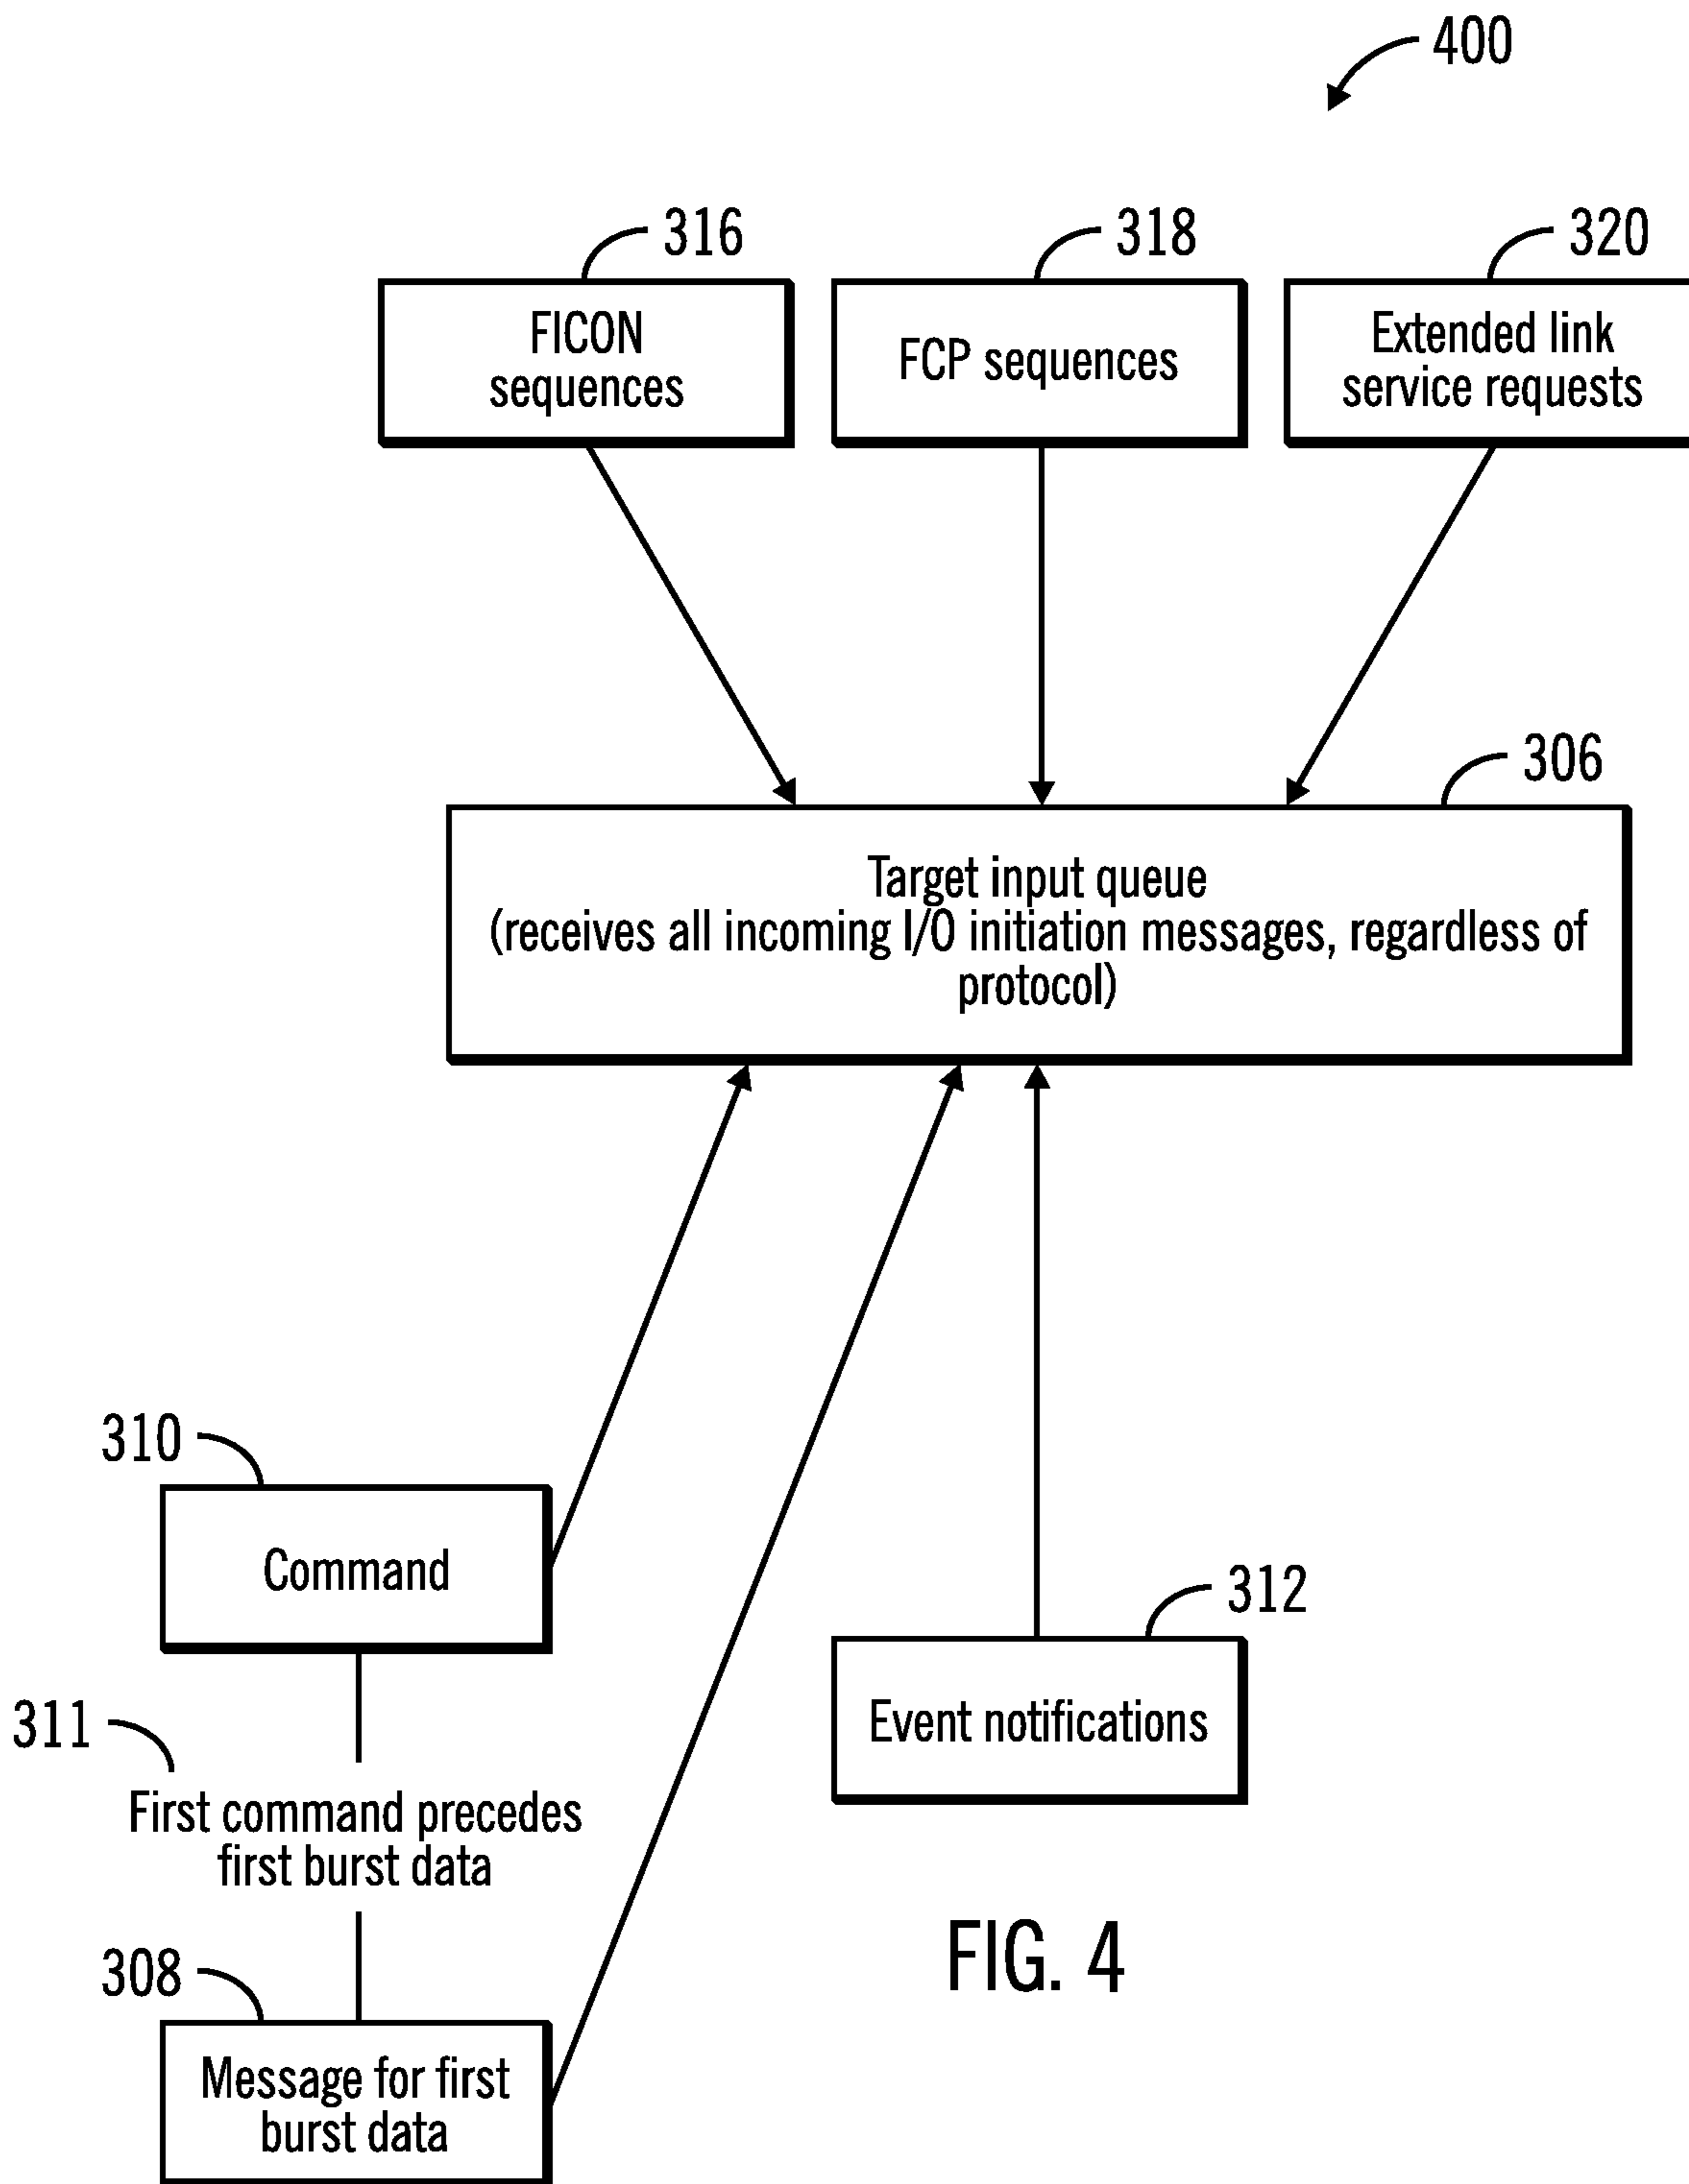 400
316
318
320
FICON
sequences
FCP sequences
Extended link
service requests
306
Target input queue
(receives all incoming I/O initiation messages, regardless of
protocol)
310
Command
312
Event notifications
311
First command precedes
first burst data
308
Message for first
burst data
FIG. 4